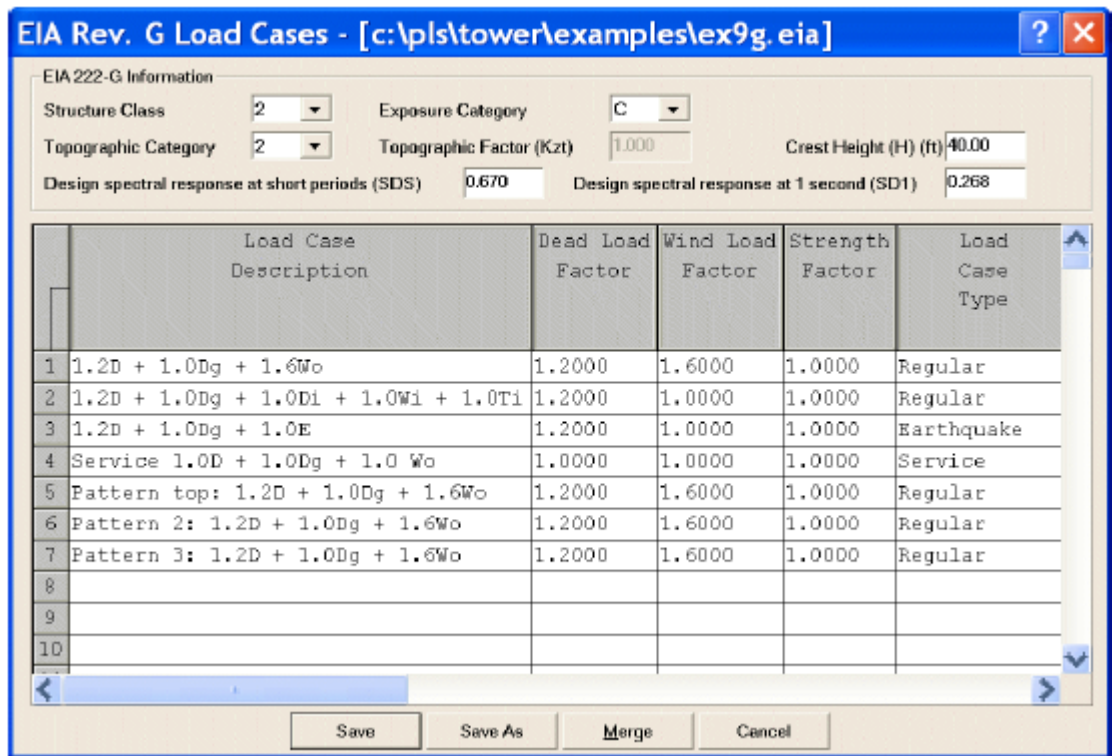 EIA Rev. G Load Cases - [c:\pls\tower\examples\ex9g.eia]
EIA 222-G Information
Structure Class 2 Exposure Category C
Topographic Category 2 Topographic Factor (Kzt) 1.000 Crest Height (H) (ft) 40.00
Design spectral response at short periods (SDS) 0.670 Design spectral response at 1 second (SD1) 0.268
Load Case Dead Load Wind Load Strength Load
Description Factor Factor Factor Case
Type
1 1.2D + 1.0Dg + 1.6Wo 1.2000 1.6000 1.0000 Regular
2 1.2D + 1.0Dg + 1.0Di + 1.0Wi + 1.0Ti 1.2000 1.0000 1.0000 Regular
3 1.2D + 1.0Dg + 1.0E 1.2000 1.0000 1.0000 Earthquake
4 Service 1.0D + 1.0Dg + 1.0 Wo 1.0000 1.0000 1.0000 Service
5 Pattern top: 1.2D + 1.0Dg + 1.6Wo 1.2000 1.6000 1.0000 Regular
6 Pattern 2: 1.2D + 1.0Dg + 1.6Wo 1.2000 1.6000 1.0000 Regular
7 Pattern 3: 1.2D + 1.0Dg + 1.6Wo 1.2000 1.6000 1.0000 Regular
8
9
10
Save Save As Merge Cancel